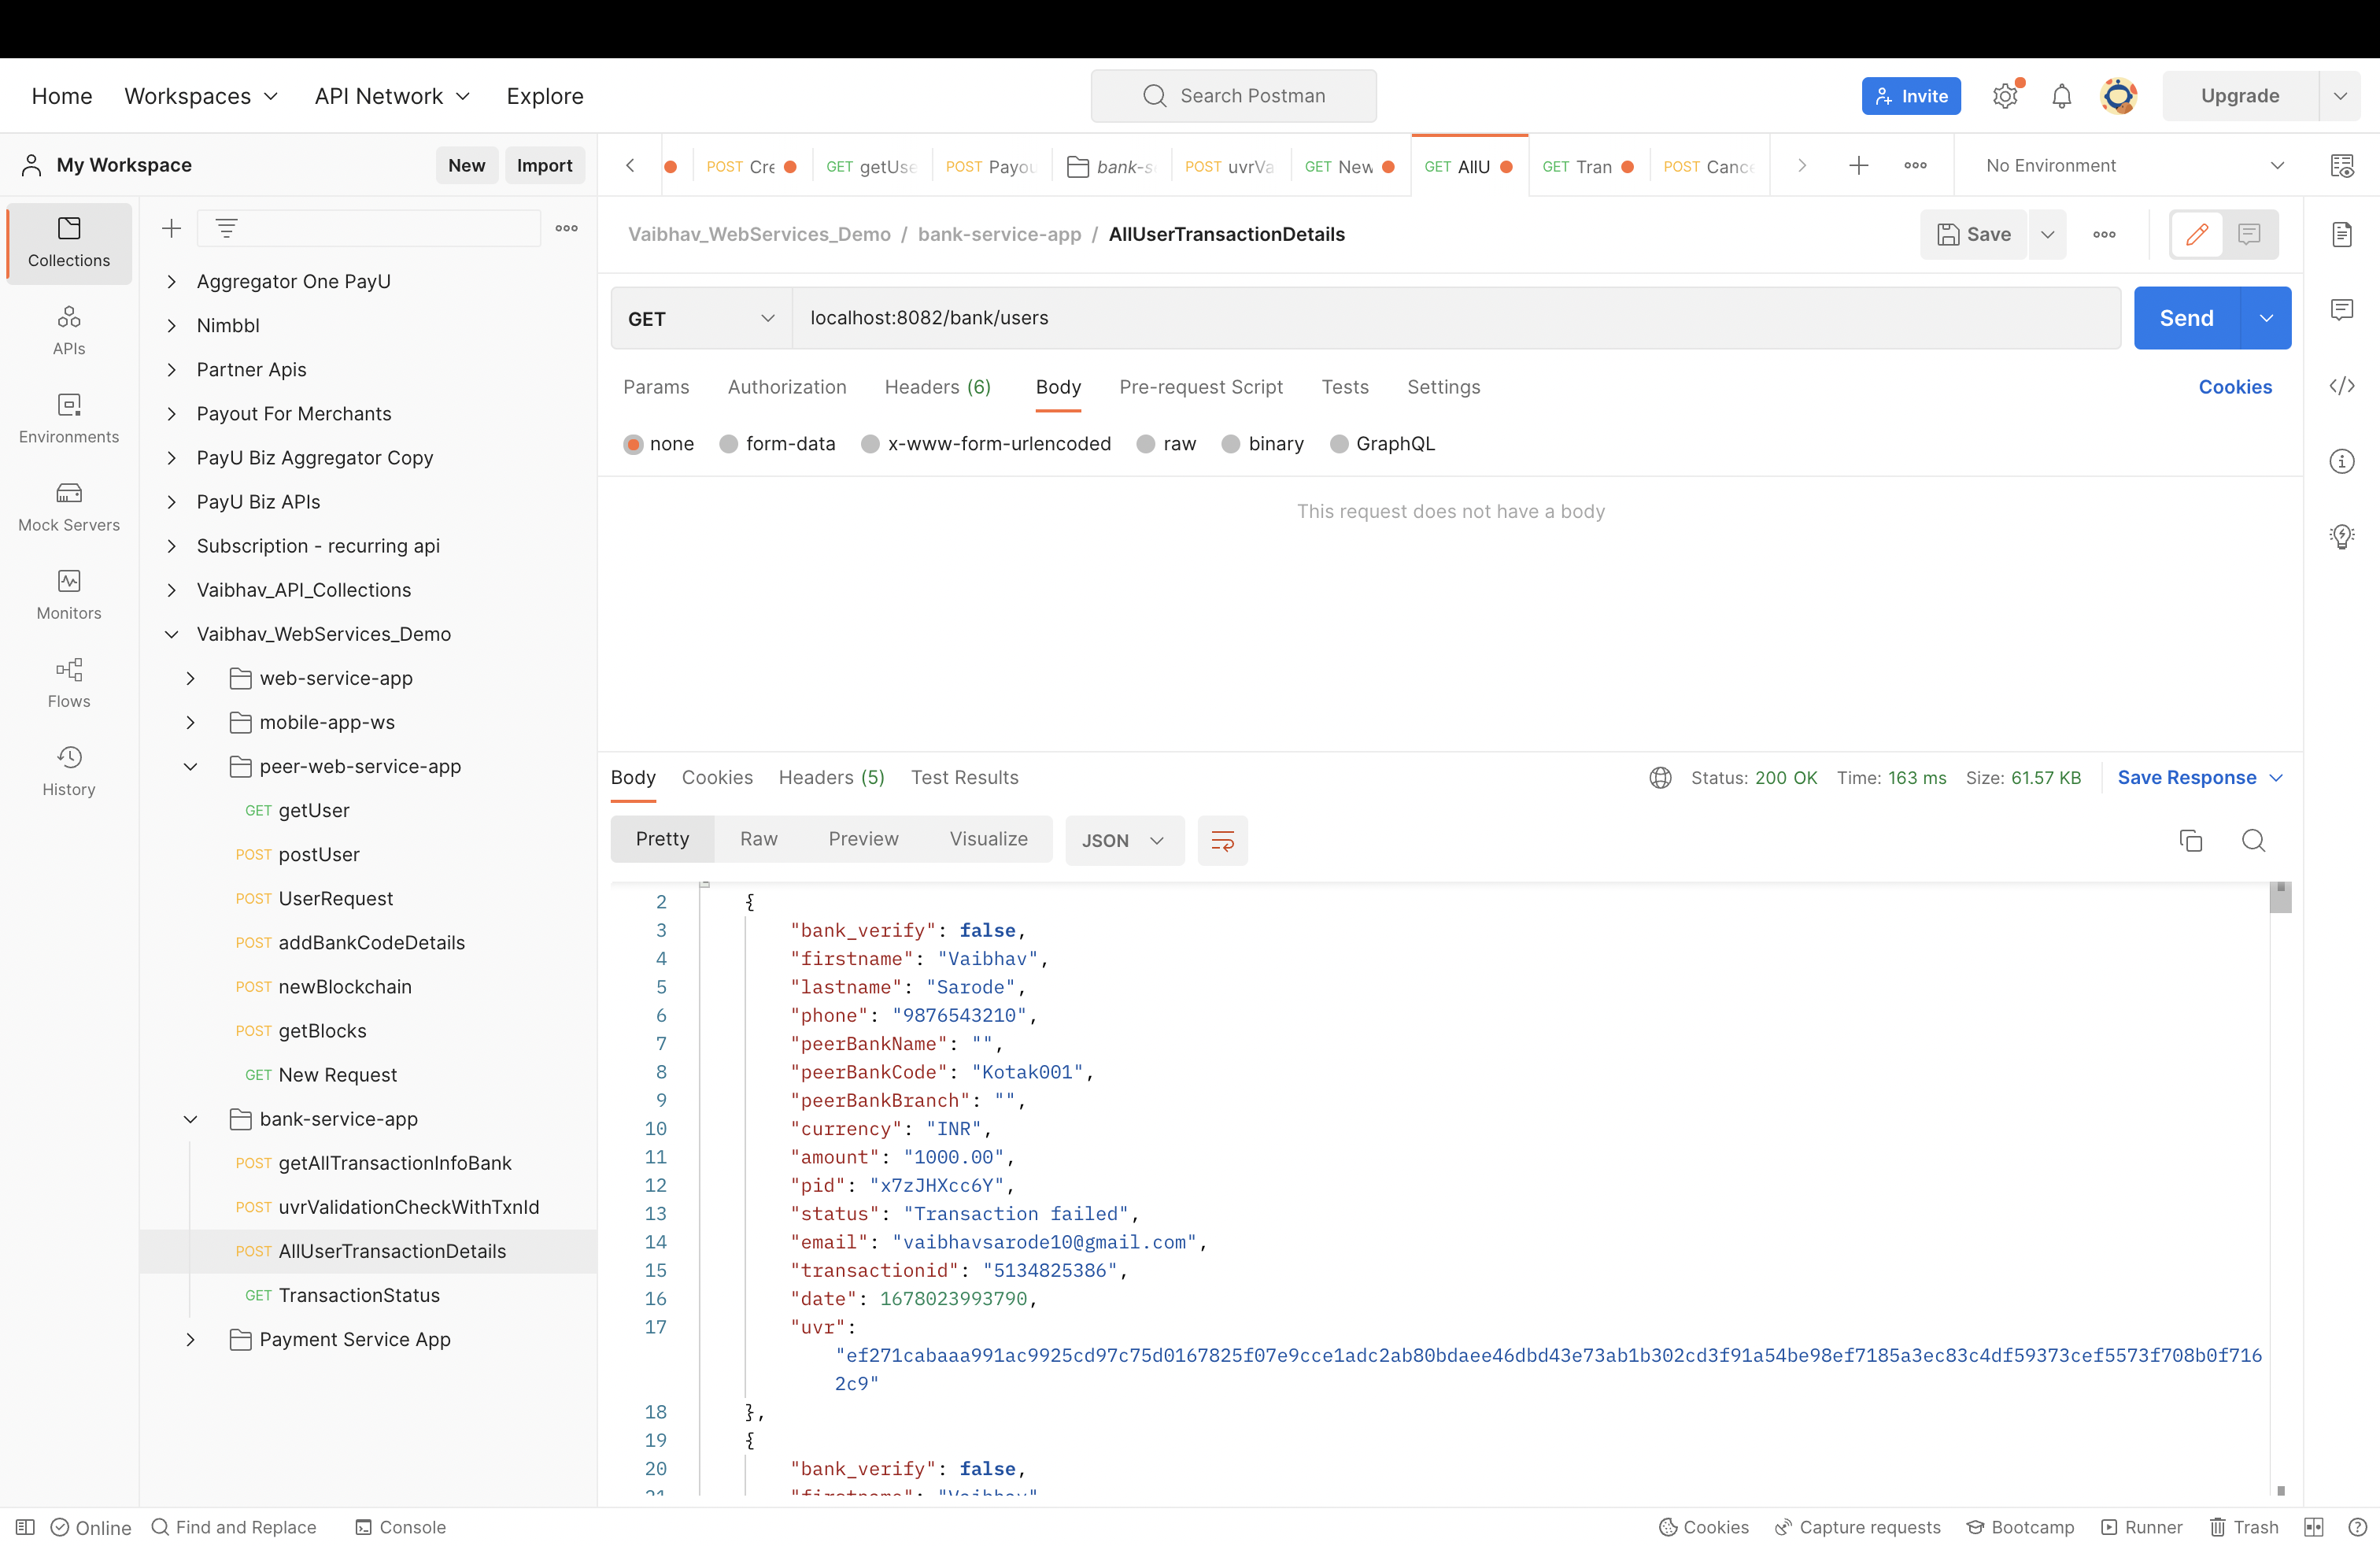 Home Workspaces API Network Explore Search Postman Invite Upgrade
My Workspace New Import POST Cre GET getUse POST Payou bank-se POST uvrVa GET New GET AllU GET Tran POST Cance No Environment
Collections
APIs
Environments
Mock Servers
Monitors
Flows
History
Aggregator One PayU
Nimbbl
Partner Apis
Payout For Merchants
PayU Biz Aggregator Copy
PayU Biz APIs
Subscription - recurring api
Vaibhav_API_Collections
Vaibhav_WebServices_Demo
web-service-app
mobile-app-ws
peer-web-service-app
GET getUser
POST postUser
POST UserRequest
POST addBankCodeDetails
POST newBlockchain
POST getBlocks
GET New Request
bank-service-app
POST getAllTransactionInfoBank
POST uvrValidationCheckWithTxnId
POST AllUserTransactionDetails
GET TransactionStatus
Payment Service App
Vaibhav_WebServices_Demo / bank-service-app / AllUserTransactionDetails Save
GET localhost:8082/bank/users Send
Params Authorization Headers (6) Body Pre-request Script Tests Settings Cookies
none form-data x-www-form-urlencoded raw binary GraphQL
This request does not have a body
Body Cookies Headers (5) Test Results Status: 200 OK Time: 163 ms Size: 61.57 KB Save Response
Pretty Raw Preview Visualize JSON
2 {
3 "bank_verify": false,
4 "firstname": "Vaibhav",
5 "lastname": "Sarode",
6 "phone": "9876543210",
7 "peerBankName": "",
8 "peerBankCode": "Kotak001",
9 "peerBankBranch": "",
10 "currency": "INR",
11 "amount": "1000.00",
12 "pid": "x7zJHXcc6Y",
13 "status": "Transaction failed",
14 "email": "vaibhavsarode10@gmail.com",
15 "transactionid": "5134825386",
16 "date": 1678023993790,
17 "uvr":
"ef271cabaaa991ac9925cd97c75d0167825f07e9cce1adc2ab80bdaee46dbd43e73ab1b302cd3f91a54be98ef7185a3ec83c4df59373cef5573f708b0f716
2c9"
18 },
19 {
20 "bank_verify": false,
21 "firstname": "Vaibhav"
Online Find and Replace Console Cookies Capture requests Bootcamp Runner Trash